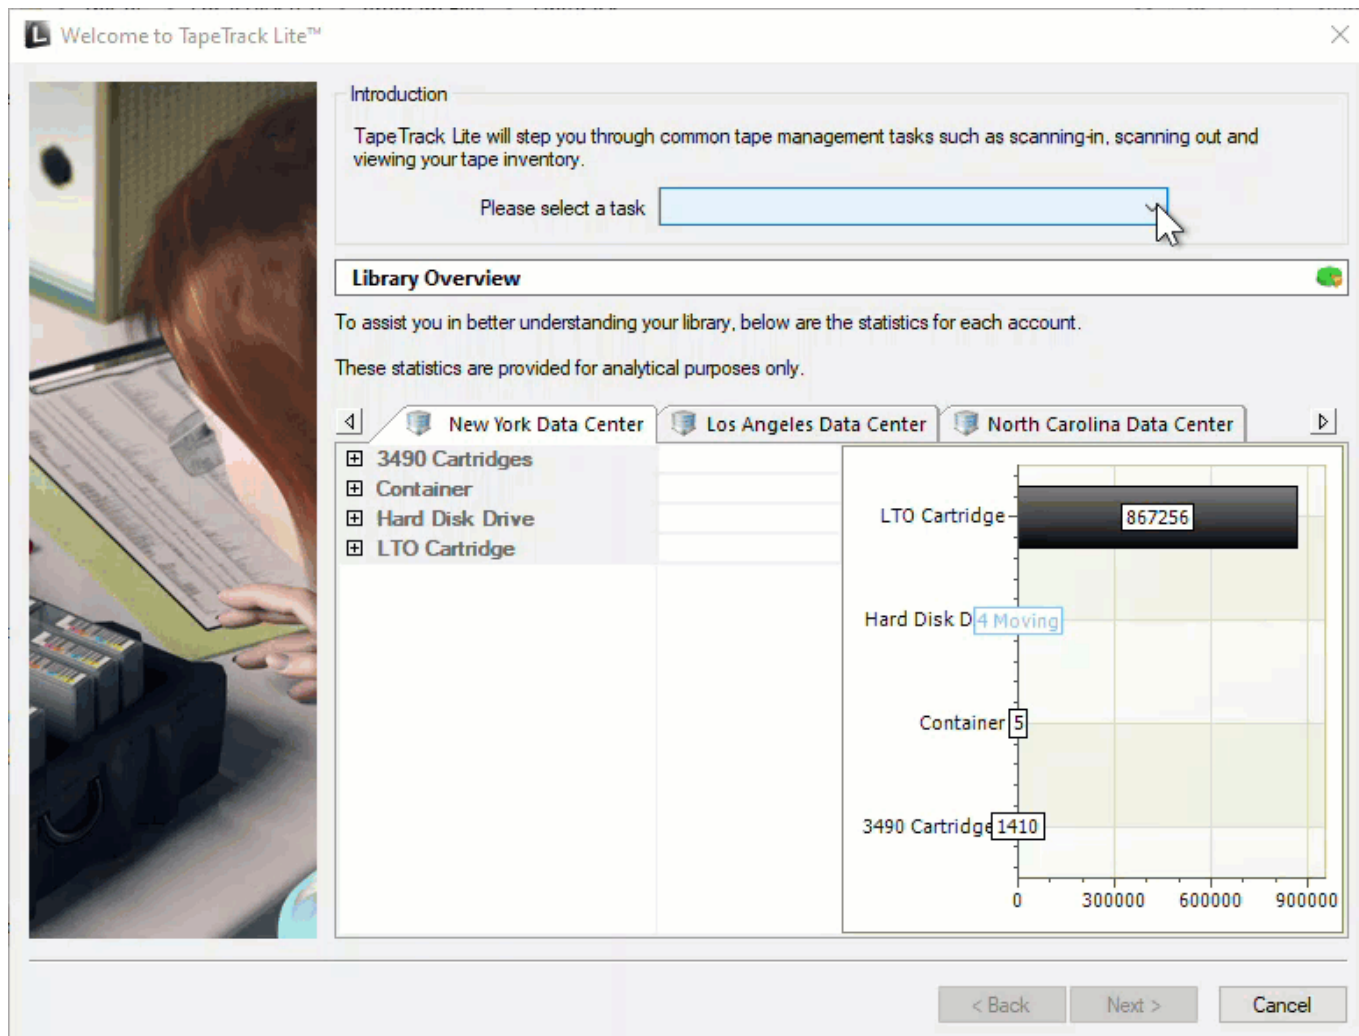 Welcome to TapeTrack Lite™
Introduction
TapeTrack Lite will step you through common tape management tasks such as scanning-in, scanning out and
viewing your tape inventory.
Please select a task
Library Overview
To assist you in better understanding your library, below are the statistics for each account.
These statistics are provided for analytical purposes only.
New York Data Center
Los Angeles Data Center
North Carolina Data Center
3490 Cartridges
Container
Hard Disk Drive
LTO Cartridge
LTO Cartridge
867256
Hard Disk D
4 Moving
Container
5
3490 Cartridge
1410
0 300000 600000 900000
< Back
Next >
Cancel